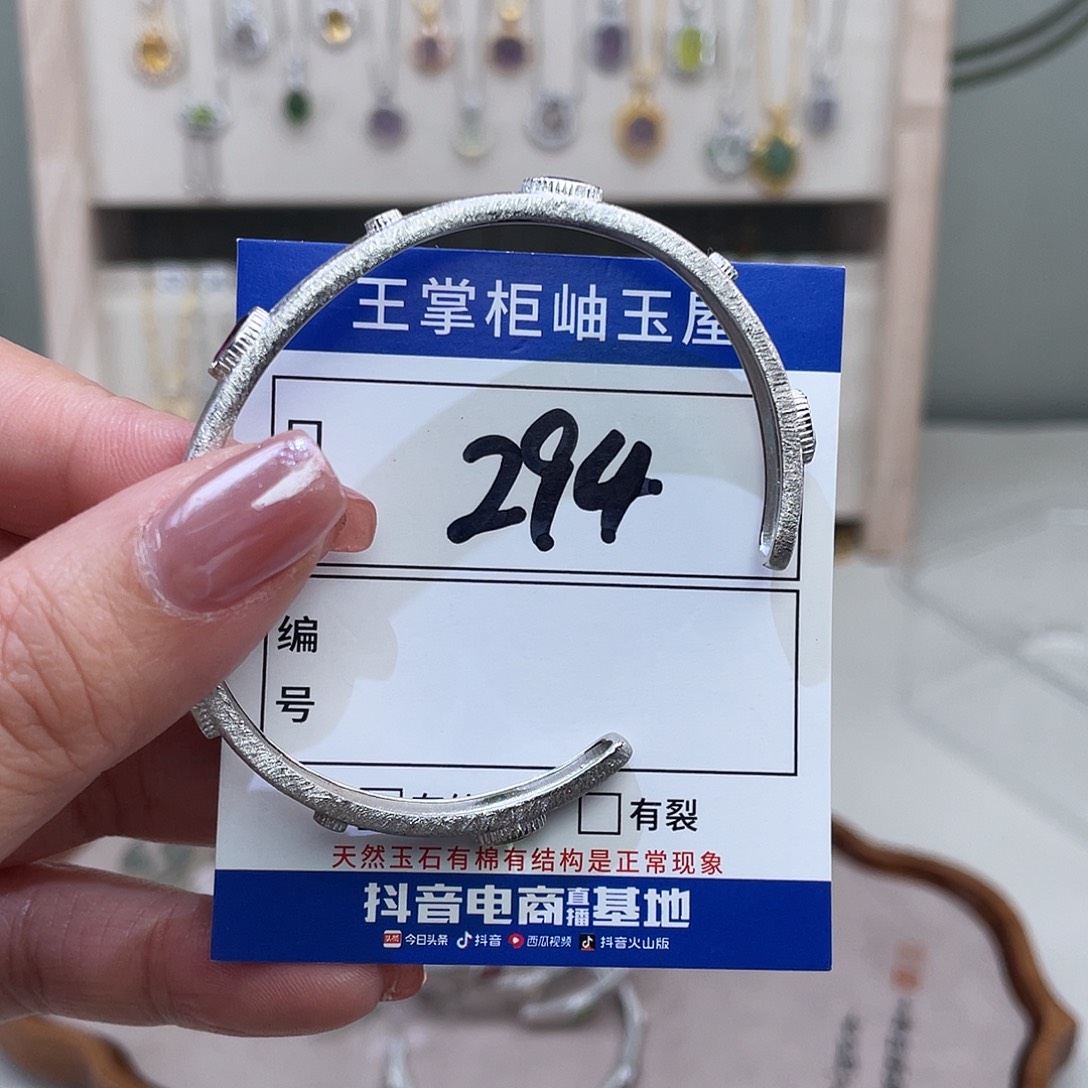 王掌柜岫玉屋
294
编
号
有裂
天然玉石有棉有结构是正常现象
抖音电商直播基地
头条 今日头条 抖音 西瓜视频 抖音火山版